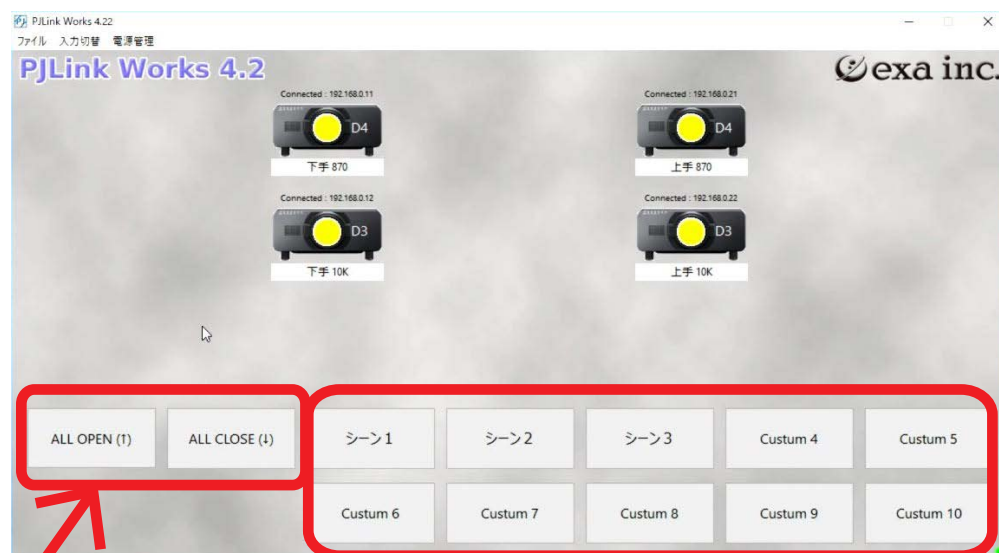 PJLink Works 4.22
ファイル 入力切替 電源管理
PJLink Works 4.2
exa inc.
Connected : 192.168.0.11
Connected : 192.168.0.21
D4
D4
下手 870
上手 870
Connected : 192.168.0.12
Connected : 192.168.0.22
D3
D3
下手 10K
上手 10K
ALL OPEN (↑)
ALL CLOSE (↓)
シーン 1
シーン 2
シーン 3
Custum 4
Custum 5
Custum 6
Custum 7
Custum 8
Custum 9
Custum 10